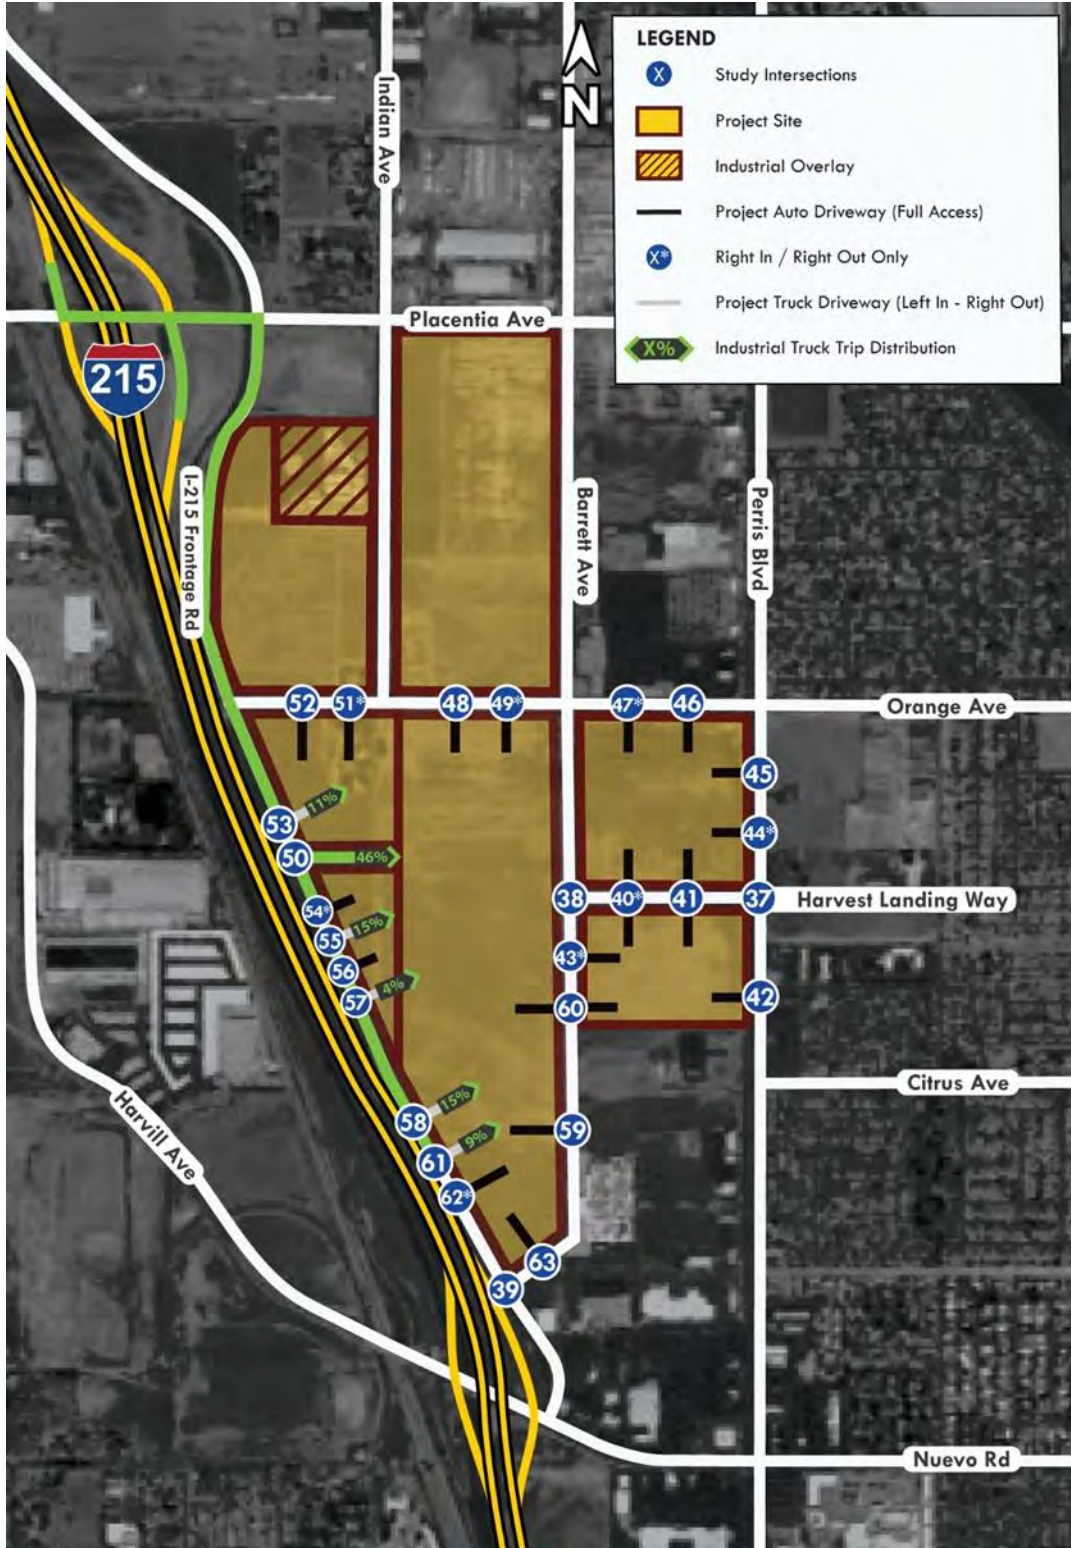 LEGEND
X Study Intersections
Project Site
Industrial Overlay
Project Auto Driveway (Full Access)
X* Right In / Right Out Only
Project Truck Driveway (Left In - Right Out)
X% Industrial Truck Trip Distribution
N
Indian Ave
Placentia Ave
215
I-215 Frontage Rd
Barrett Ave
Perris Blvd
52 51* 48 49* 47* 46
Orange Ave
45
11%
53
44*
50 46%
38 40* 41 37 Harvest Landing Way
54*
15%
55
43*
56
4%
57
60
42
Citrus Ave
15%
58
59
Harvill Ave
9%
61
62*
63
39
Nuevo Rd